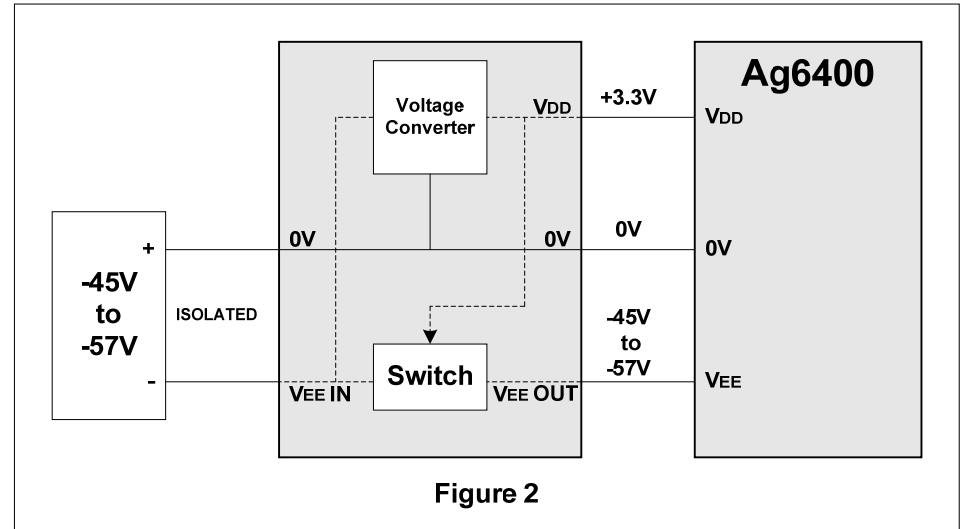 Ag6400
Voltage
Converter
VDD
+3.3V
VDD
+
0V
0V
0V
0V
-45V
to
-57V
ISOLATED
-45V
to
-57V
-
VEE IN
Switch
VEE OUT
VEE
Figure 2